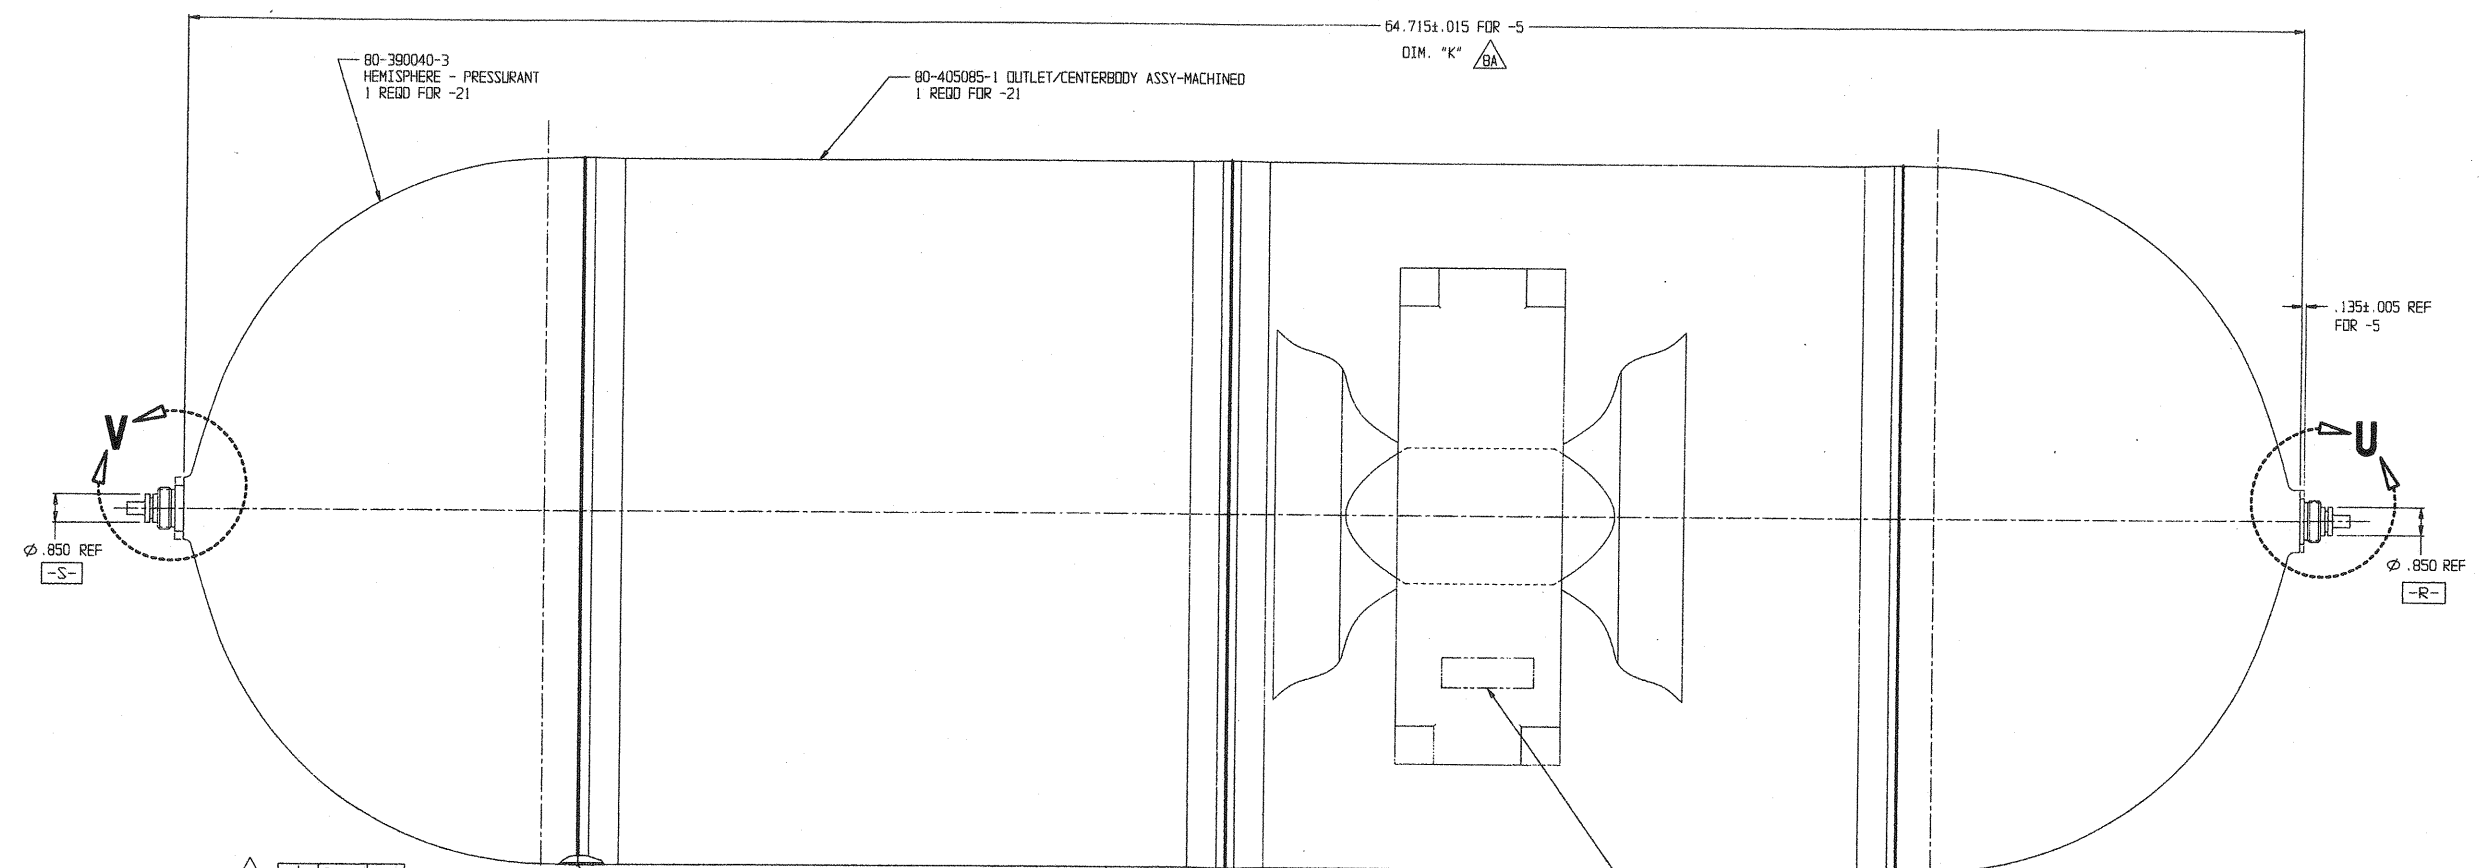 64.715±.015 FOR -5
DIM. "K" 8A
80-390040-3
HEMISPHERE - PRESSURANT
1 REQD FOR -21
80-405085-1 OUTLET/CENTERBODY ASSY-MACHINED
1 REQD FOR -21
.135±.005 REF
FOR -5
V
U
Ø.850 REF
-S-
Ø.850 REF
-R-